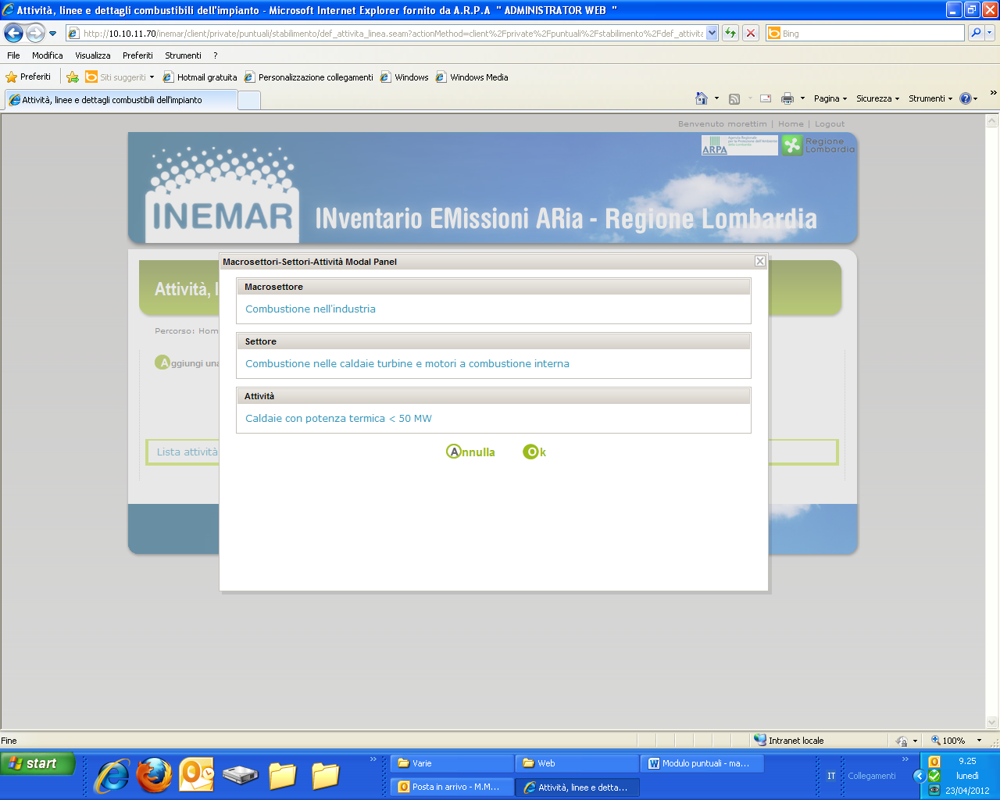 Attività, linee e dettagli combustibili dell'impianto - Microsoft Internet Explorer fornito da A.R.P.A " ADMINISTRATOR WEB "
http://10.10.11.70/inemar/client/private/puntuali/stabilimento/def_attivita_linea.seam?actionMethod=client%2Fprivate%2Fpuntuali%2Fstabilimento%2Fdef_attivita
Bing
File Modifica Visualizza Preferiti Strumenti ?
Preferiti Siti suggeriti Hotmail gratuita Personalizzazione collegamenti Windows Windows Media
Attività, linee e dettagli combustibili dell'impianto
Pagina Sicurezza Strumenti
Benvenuto morettim | Home | Logout
ARPA
Regione Lombardia
INEMAR
INventario EMissioni ARia - Regione Lombardia
Macrosettori-Settori-Attività Modal Panel
Attività, l
Macrosettore
Combustione nell'industria
Percorso: Hom
Settore
Aggiungi una
Combustione nelle caldaie turbine e motori a combustione interna
Attività
Caldaie con potenza termica < 50 MW
Lista attività
Annulla Ok
Fine
Intranet locale
100%
start
Varie
Web
Modulo puntuali - ma...
Posta in arrivo - M.M...
Attività, linee e detta...
IT
Collegamenti
9.25
lunedì
23/04/2012